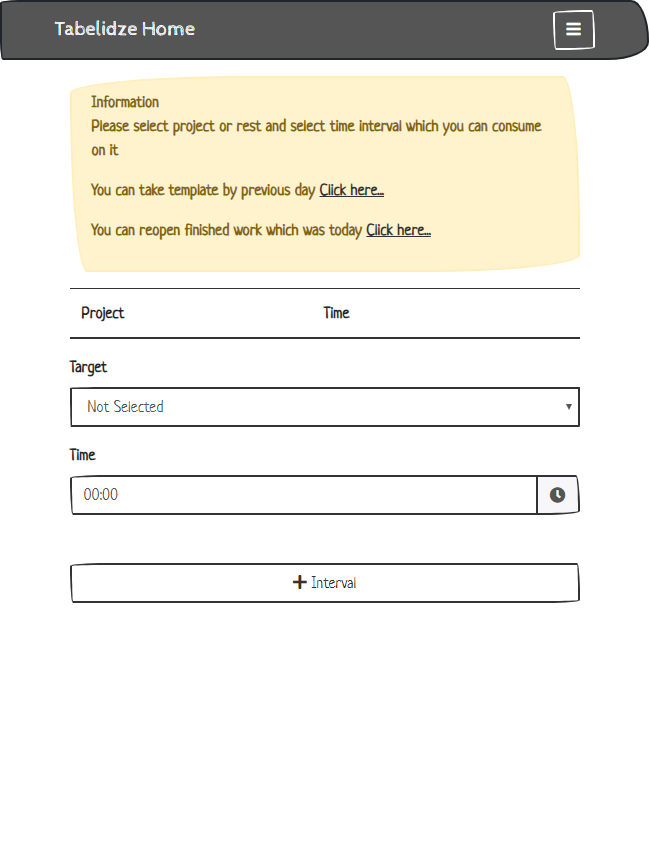 Tabelidze Home
Information
Please select project or rest and select time interval which you can consume
on it
You can take template by previous day Click here...
You can reopen finished work which was today Click here...
Project Time
Target
Not Selected
Time
00:00
Interval